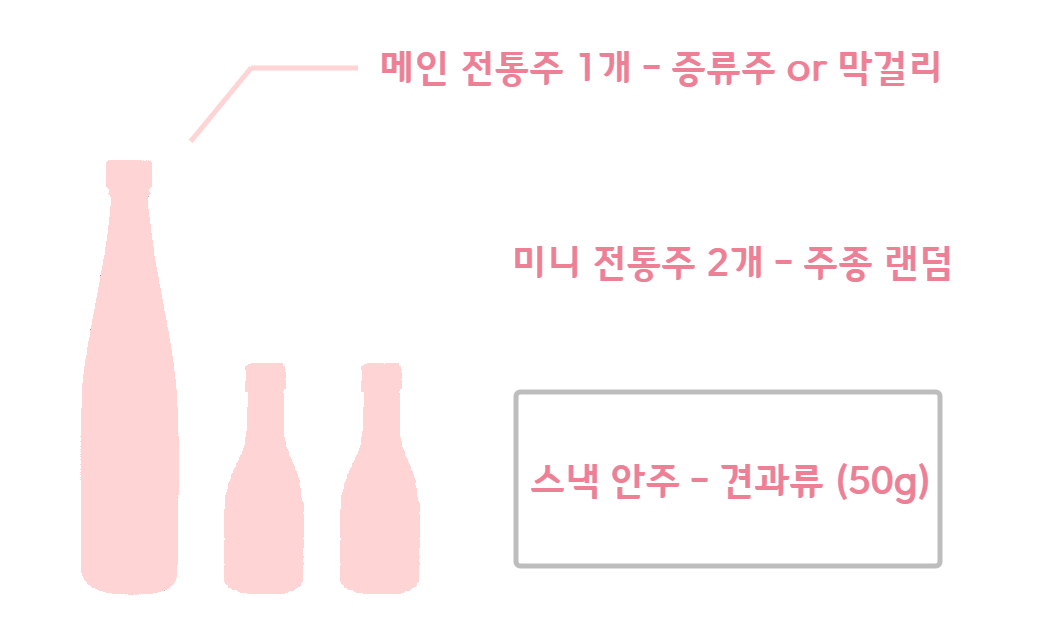 메인 전통주 1개 - 증류주 or 막걸리
미니 전통주 2개 - 주종 랜덤
스낵 안주 - 견과류 (50g)